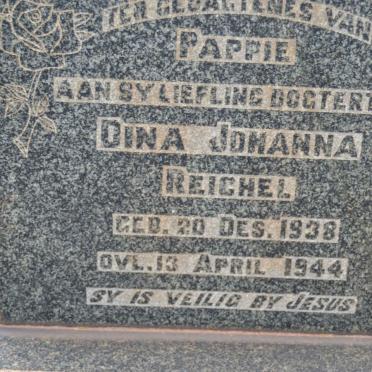 TER GEDAGTENIS VAN
PAPPIE
AAN SY LIEFLING DOGTERT
DINA JOHANNA
REICHEL
GEB. 20 DES. 1938
OVL. 13 APRIL 1944
SY IS VEILIG BY JESUS